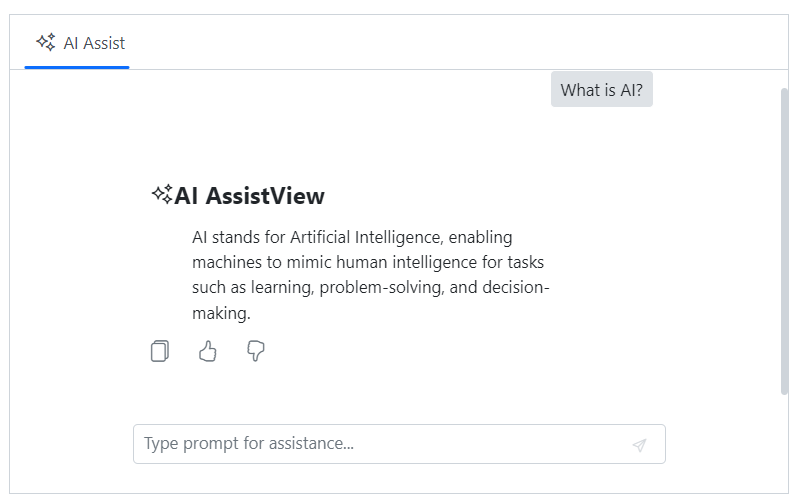 AI Assist
What is AI?
AI AssistView
AI stands for Artificial Intelligence, enabling
machines to mimic human intelligence for tasks
such as learning, problem-solving, and decision-
making.
Type prompt for assistance...